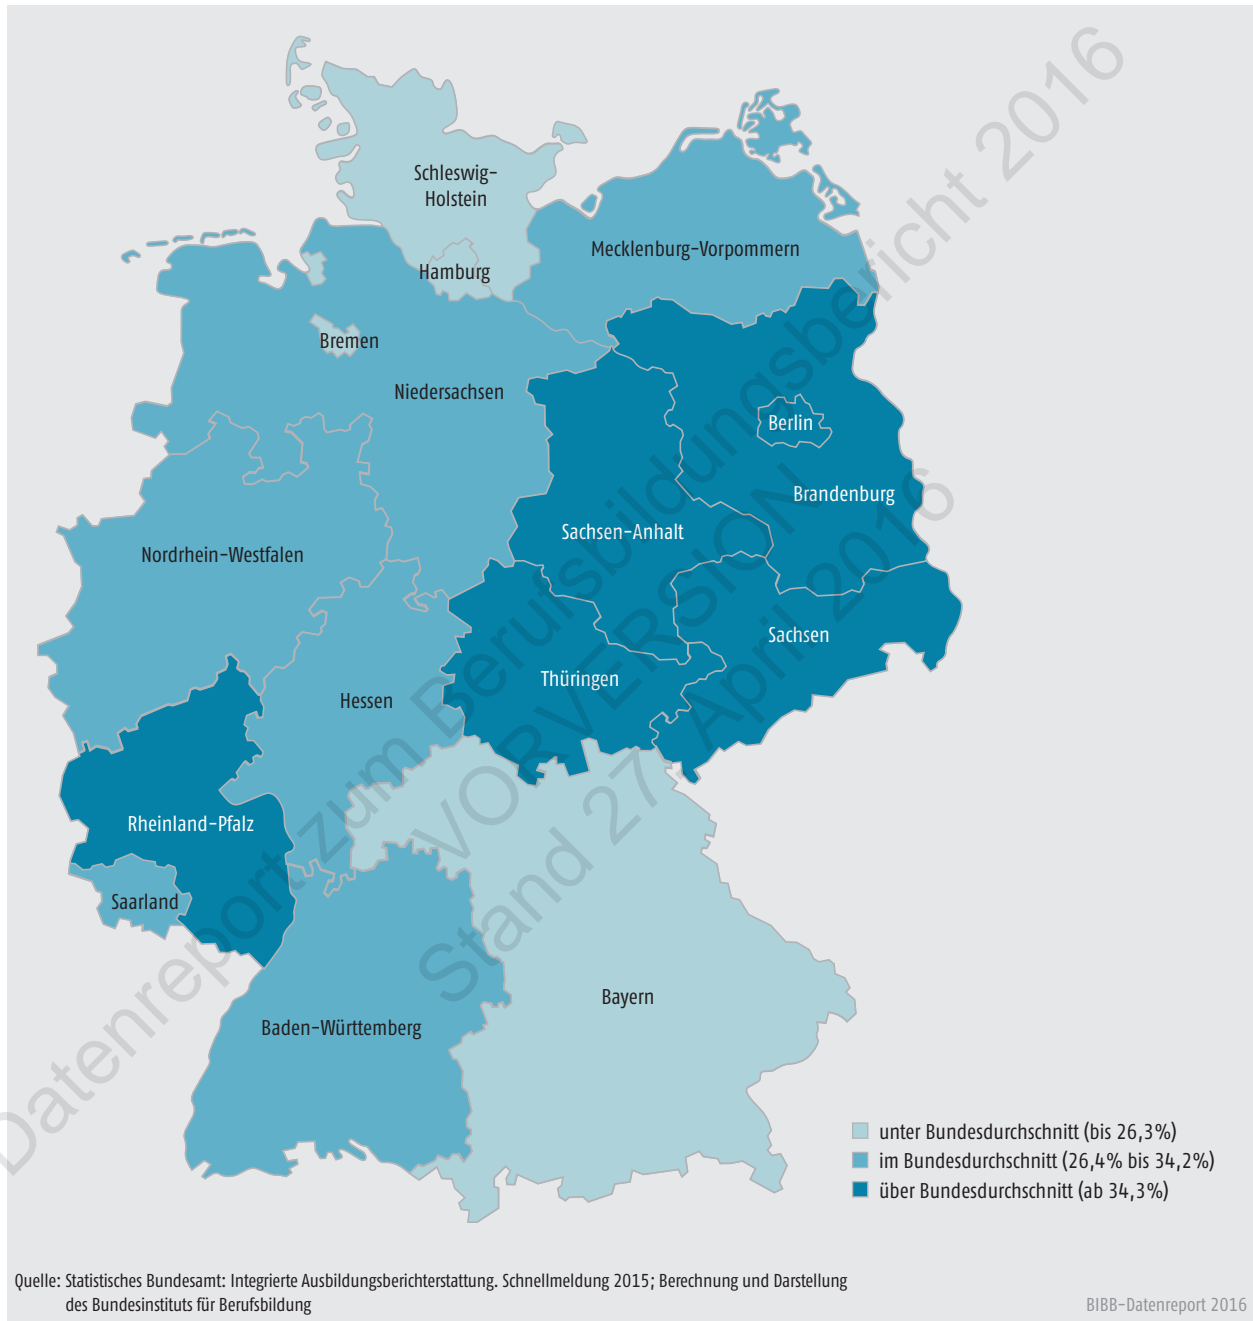 Schleswig-
Holstein
Mecklenburg-Vorpommern
Hamburg
Bremen
Niedersachsen
Berlin
Brandenburg
Sachsen-Anhalt
Nordrhein-Westfalen
Sachsen
Thüringen
Hessen
Rheinland-Pfalz
Saarland
Bayern
Baden-Württemberg
Datenreport zum Berufsbildungsbericht 2016
VORVERSION
Stand 27. April 2016
unter Bundesdurchschnitt (bis 26,3%)
im Bundesdurchschnitt (26,4% bis 34,2%)
über Bundesdurchschnitt (ab 34,3%)
Quelle: Statistisches Bundesamt: Integrierte Ausbildungsberichterstattung. Schnellmeldung 2015; Berechnung und Darstellung
des Bundesinstituts für Berufsbildung
BIBB-Datenreport 2016